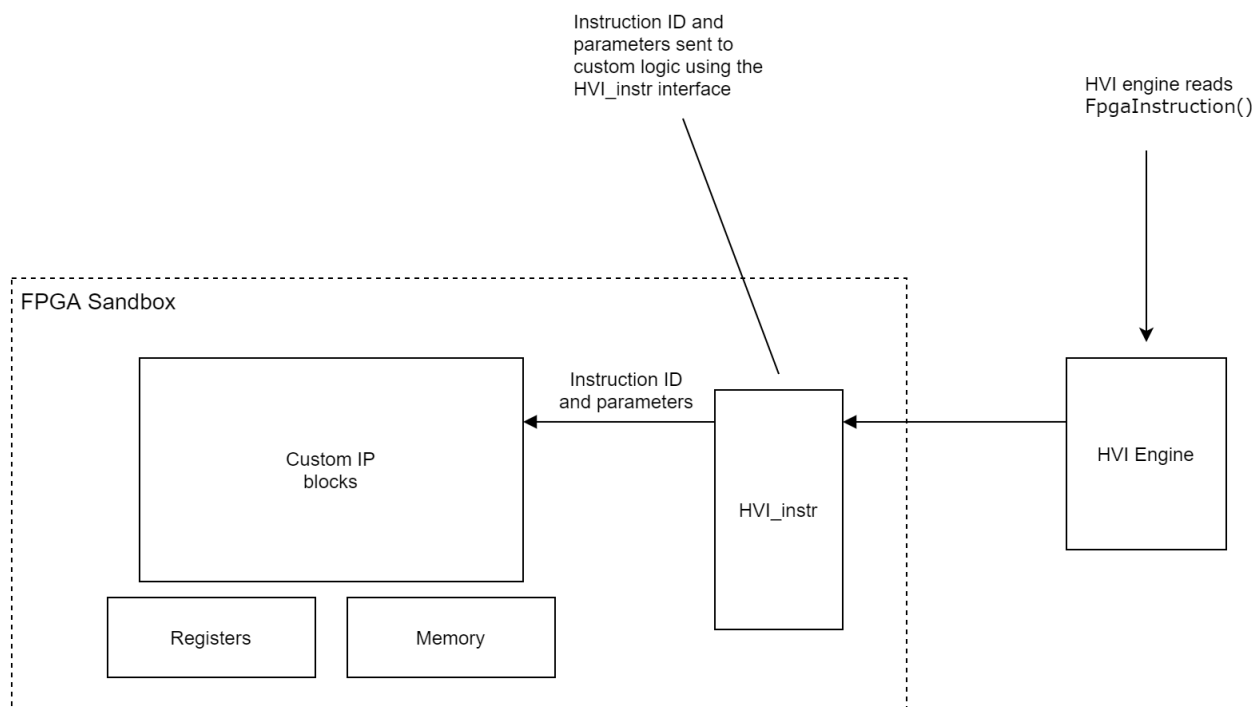 Instruction ID and
parameters sent to
custom logic using the
HVI_instr interface
HVI engine reads
FpgaInstruction()
FPGA Sandbox
Instruction ID
and parameters
Custom IP
blocks
HVI_instr
HVI Engine
Registers
Memory